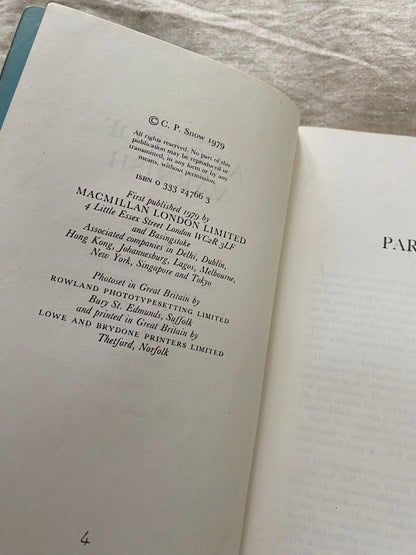 © C. P. Snow 1979
All rights reserved. No part of this
publication may be reproduced or
transmitted, in any form or by any
means, without permission.
ISBN 0 333 24766 3
First published 1979 by
MACMILLAN LONDON LIMITED
4 Little Essex Street London WC2R 3LF
and Basingstoke
Associated companies in Delhi, Dublin,
Hong Kong, Johannesburg, Lagos, Melbourne,
New York, Singapore and Tokyo
Photoset in Great Britain by
ROWLAND PHOTOTYPESETTING LIMITED
Bury St. Edmunds, Suffolk
and printed in Great Britain by
LOWE AND BRYDONE PRINTERS LIMITED
Thetford, Norfolk
4
PAR